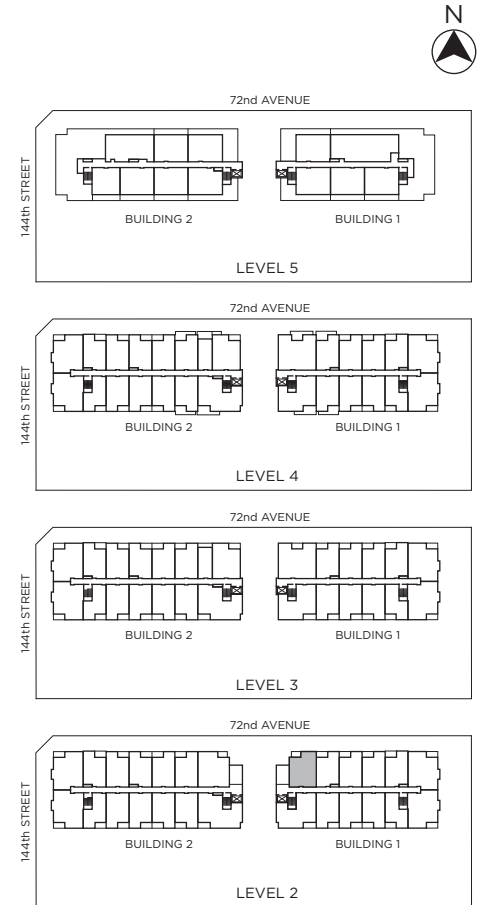 N
72nd AVENUE
144th STREET
BUILDING 2
BUILDING 1
LEVEL 5
72nd AVENUE
144th STREET
BUILDING 2
BUILDING 1
LEVEL 4
72nd AVENUE
144th STREET
BUILDING 2
BUILDING 1
LEVEL 3
72nd AVENUE
144th STREET
BUILDING 2
BUILDING 1
LEVEL 2